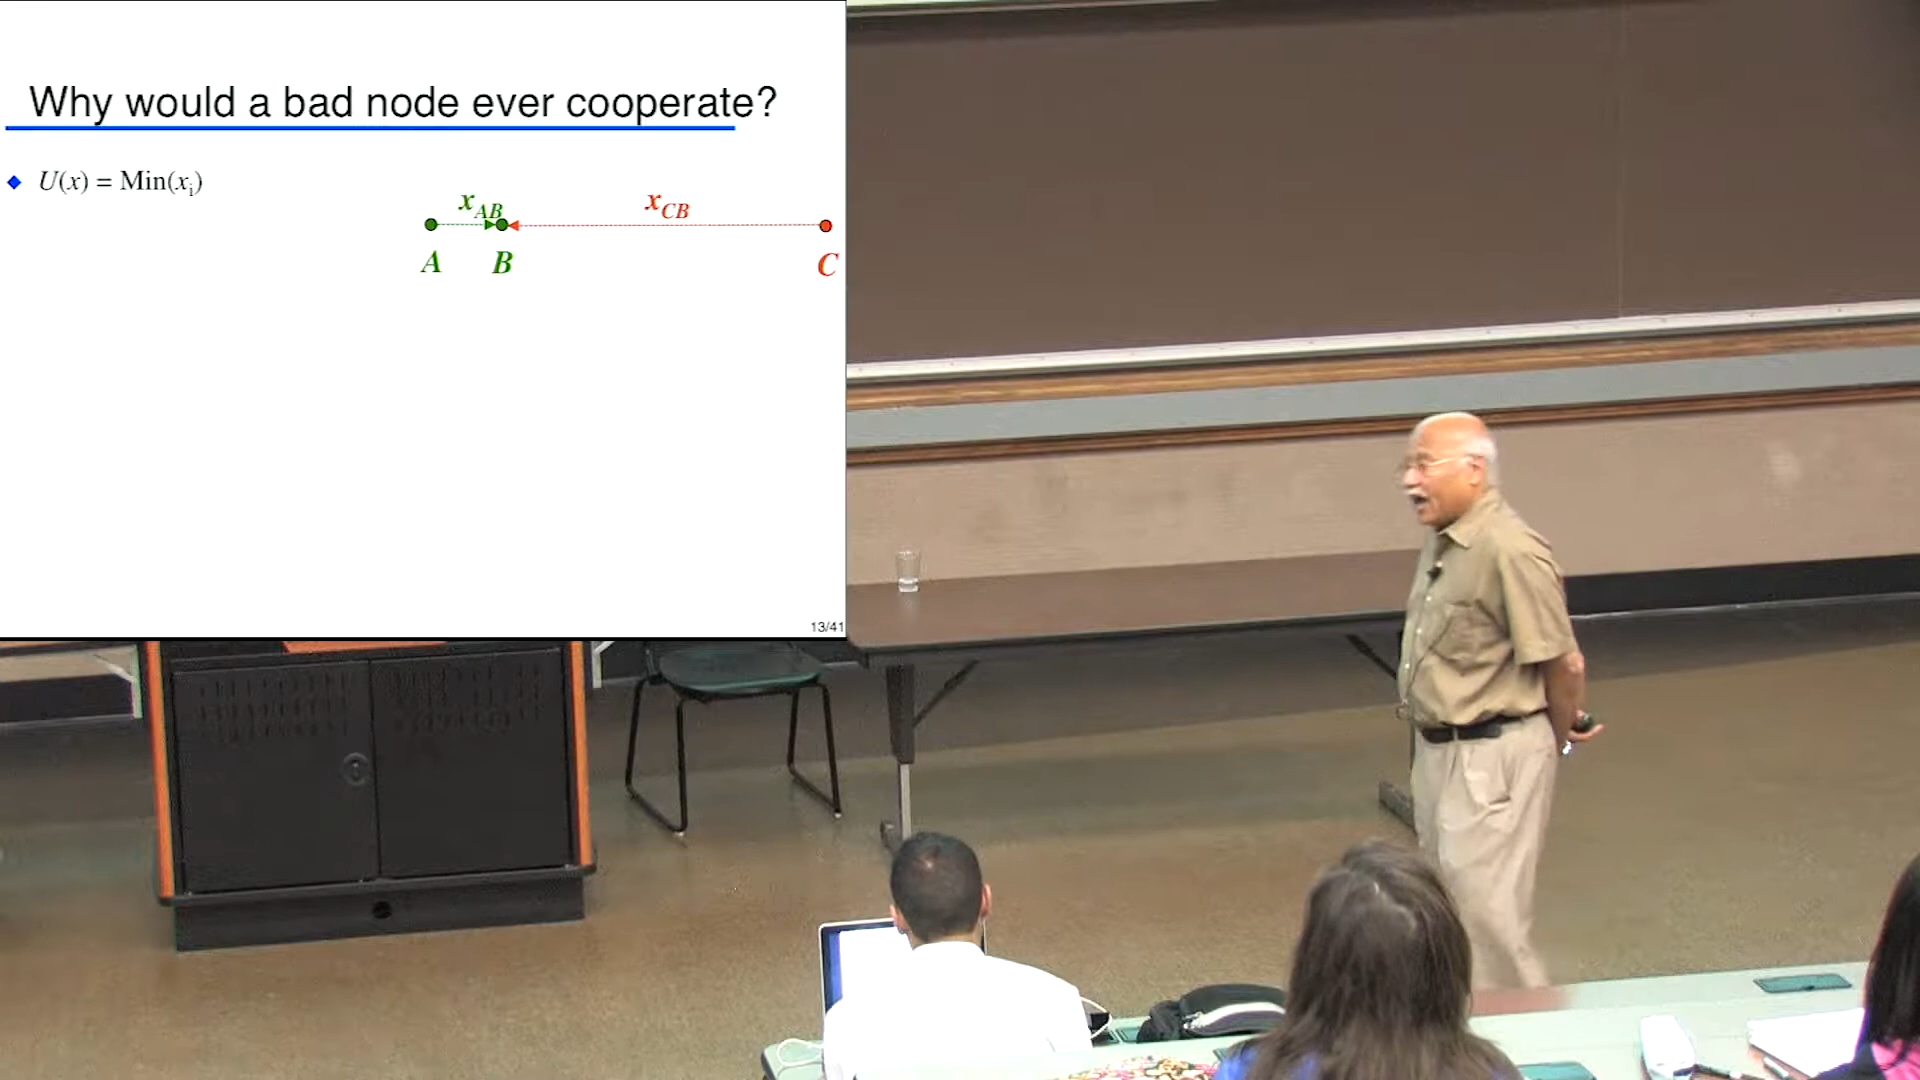 Why would a bad node ever cooperate?
U(x) = Min(xi)
xAB xCB
A B C
13/41